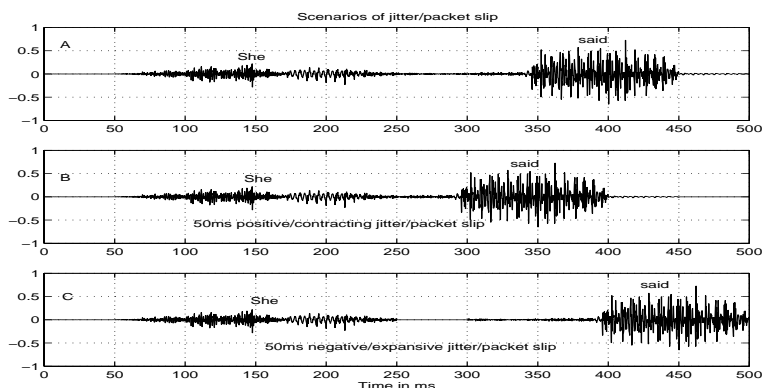 Scenarios of jitter/packet slip
1
0.5
0
−0.5
−1
A
She
said
0 50 100 150 200 250 300 350 400 450 500
1
0.5
0
−0.5
−1
B
She
said
50ms positive/contracting jitter/packet slip
0 50 100 150 200 250 300 350 400 450 500
1
0.5
0
−0.5
−1
C
She
said
50ms negative/expansive jitter/packet slip
0 50 100 150 200 250 300 350 400 450 500
Time in ms